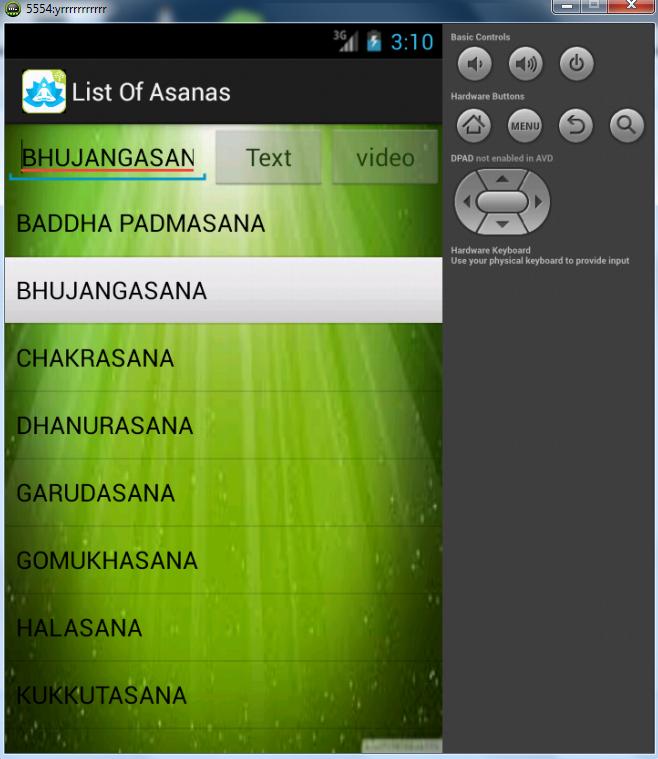 5554:yrrrrrrrrrrr
3G 3:10
List Of Asanas
BHUJANGASAN Text video
BADDHA PADMASANA
BHUJANGASANA
CHAKRASANA
DHANURASANA
GARUDASANA
GOMUKHASANA
HALASANA
KUKKUTASANA
Basic Controls
Hardware Buttons
MENU
DPAD not enabled in AVD
Hardware Keyboard
Use your physical keyboard to provide input